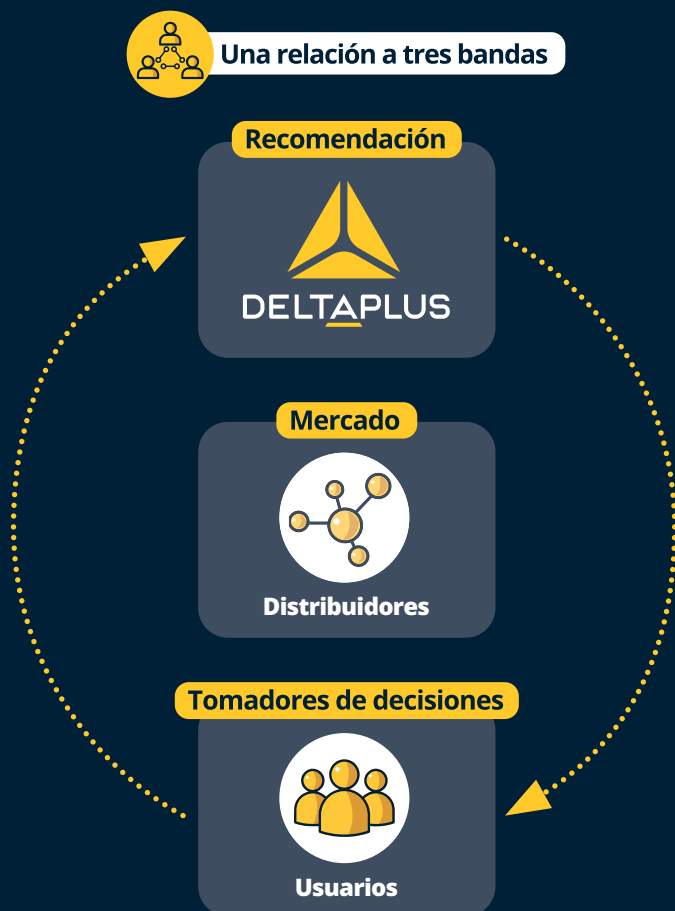 Una relación a tres bandas
Recomendación
DELTAPLUS
Mercado
Distribuidores
Tomadores de decisiones
Usuarios